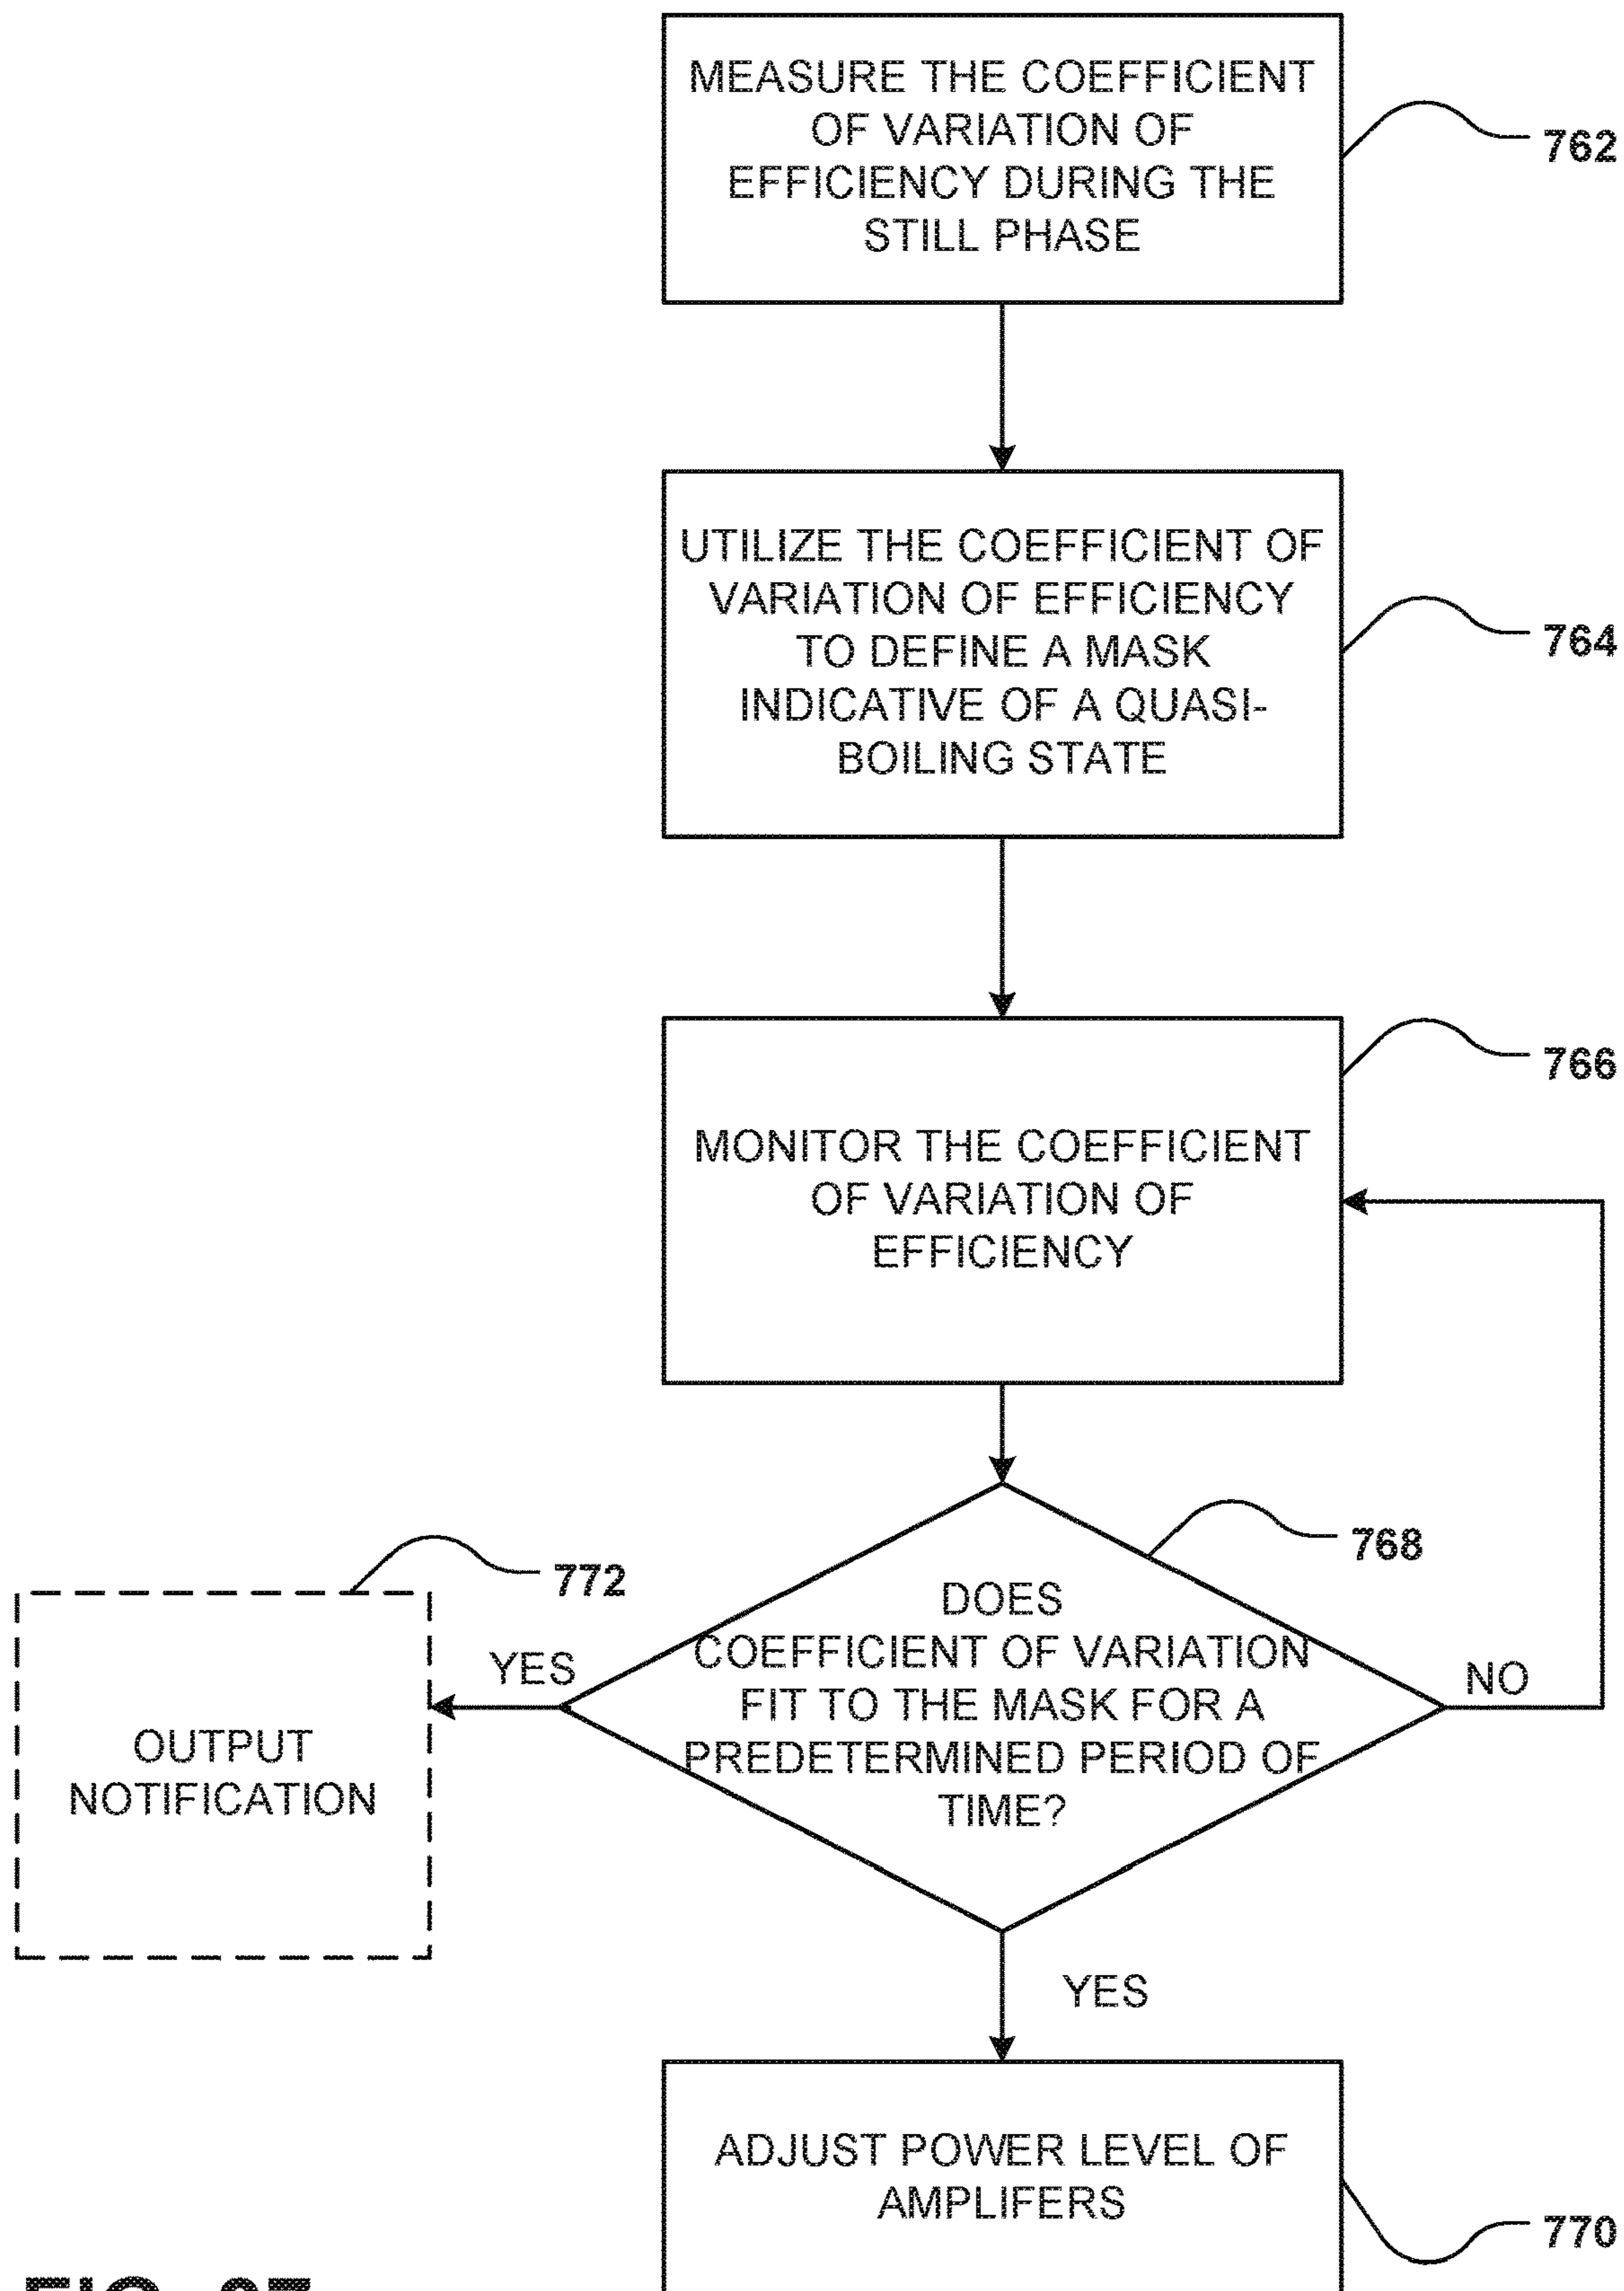 MEASURE THE COEFFICIENT
OF VARIATION OF
EFFICIENCY DURING THE
STILL PHASE
762
UTILIZE THE COEFFICIENT OF
VARIATION OF EFFICIENCY
TO DEFINE A MASK
INDICATIVE OF A QUASI-
BOILING STATE
764
MONITOR THE COEFFICIENT
OF VARIATION OF
EFFICIENCY
766
768
DOES
COEFFICIENT OF VARIATION
FIT TO THE MASK FOR A
PREDETERMINED PERIOD OF
TIME?
NO
YES
772
OUTPUT
NOTIFICATION
YES
ADJUST POWER LEVEL OF
AMPLIFERS
770